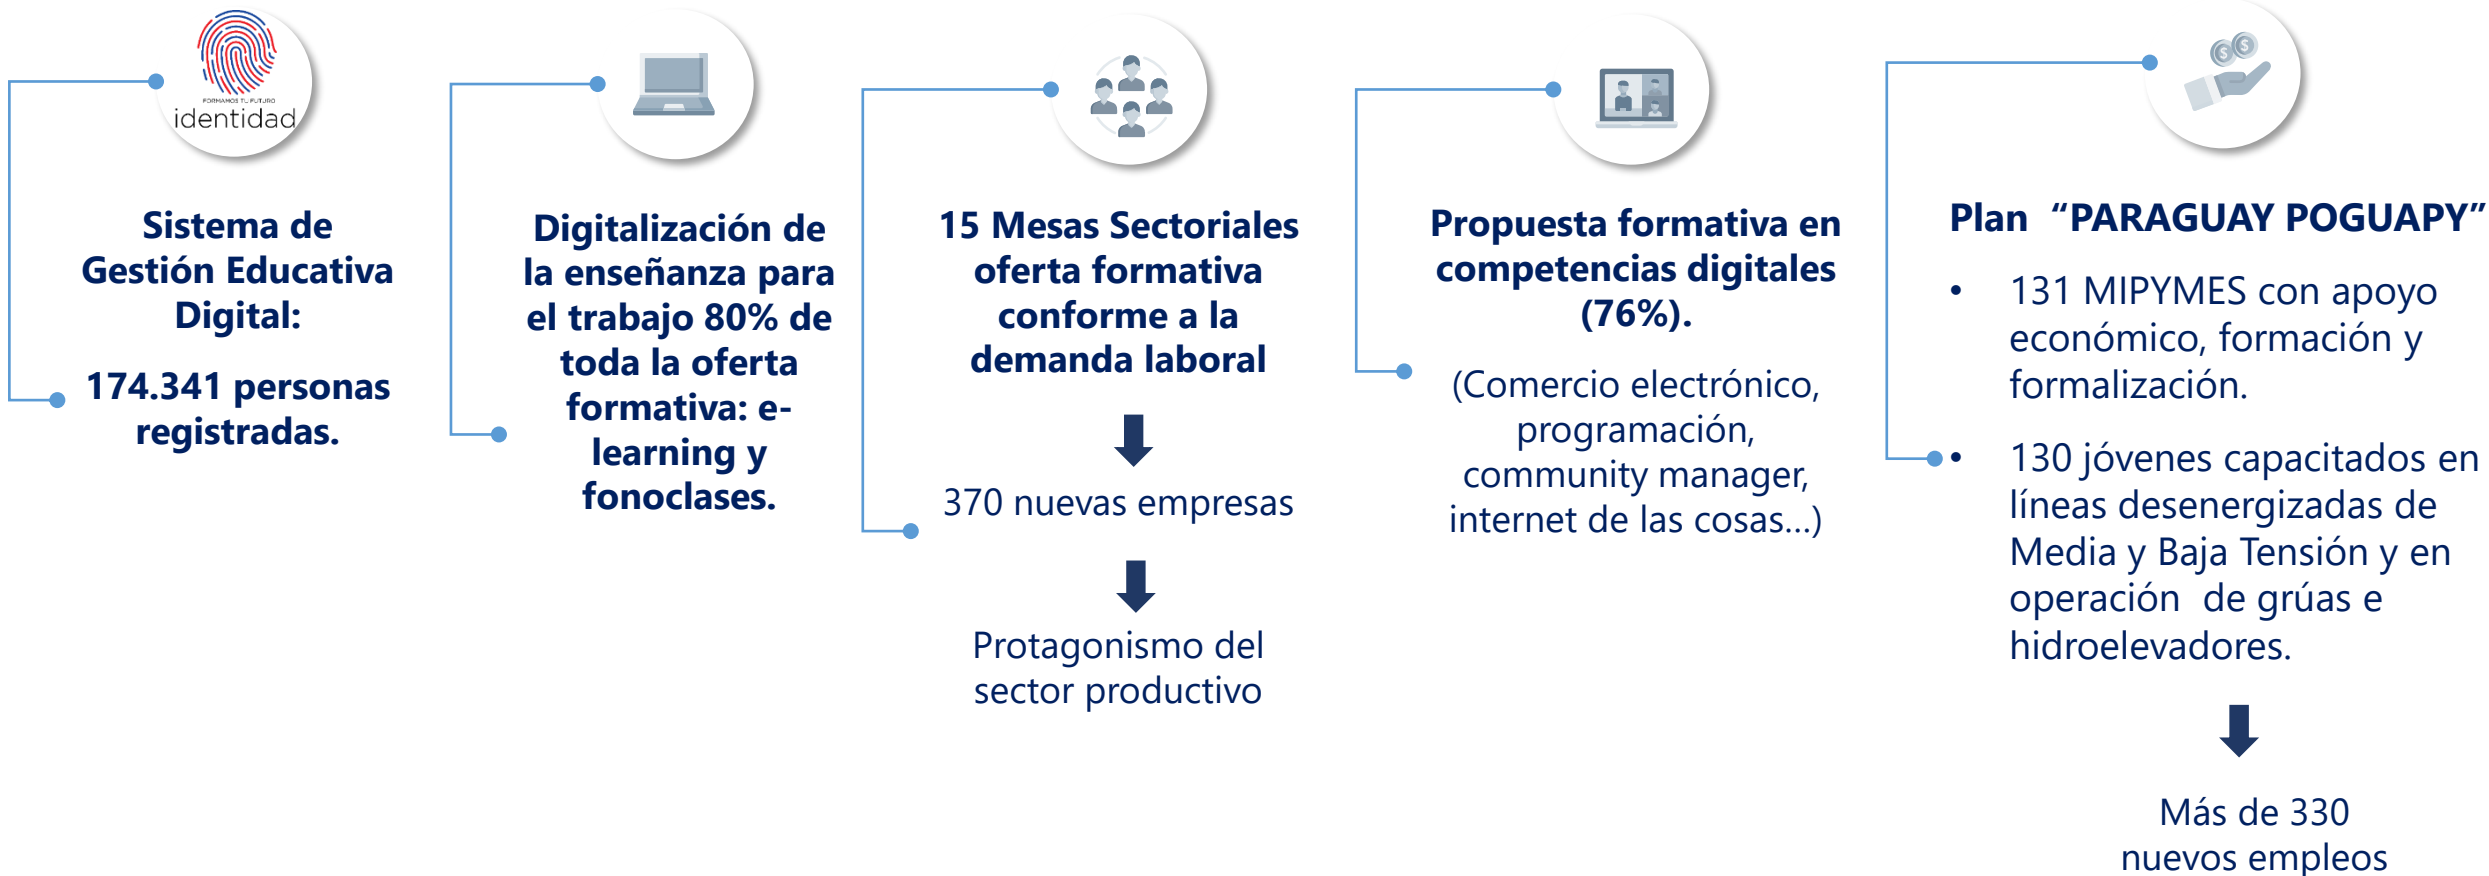 FORMAMOS TU FUTURO
identidad
Sistema de
Gestión Educativa
Digital:
174.341 personas
registradas.
Digitalización de
la enseñanza para
el trabajo 80% de
toda la oferta
formativa: e-
learning y
fonoclases.
15 Mesas Sectoriales
oferta formativa
conforme a la
demanda laboral
370 nuevas empresas
Protagonismo del
sector productivo
Propuesta formativa en
competencias digitales
(76%).
(Comercio electrónico,
programación,
community manager,
internet de las cosas...)
Plan “PARAGUAY POGUAPY”
• 131 MIPYMES con apoyo
económico, formación y
formalización.
• 130 jóvenes capacitados en
líneas desenergizadas de
Media y Baja Tensión y en
operación de grúas e
hidroelevadores.
Más de 330
nuevos empleos